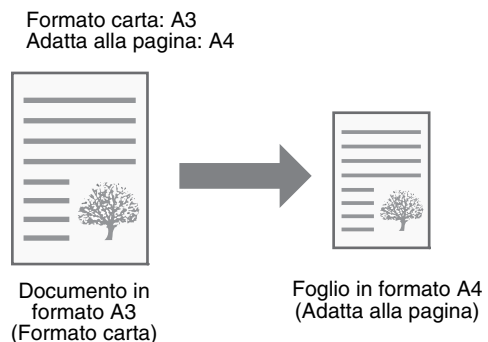 Formato carta: A3
Adatta alla pagina: A4
Documento in
formato A3
(Formato carta)
Foglio in formato A4
(Adatta alla pagina)